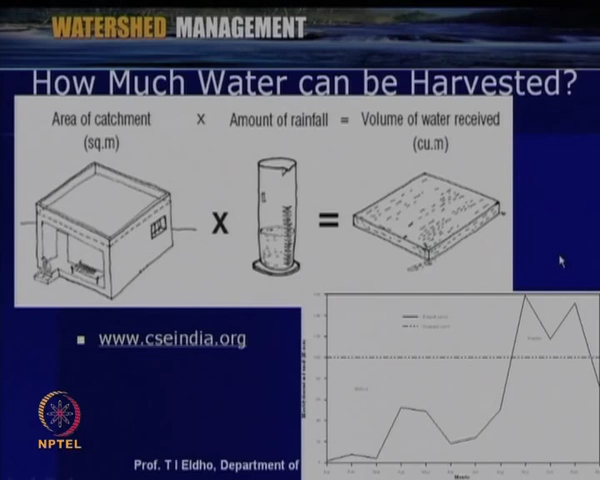 WATERSHED MANAGEMENT
How Much Water can be Harvested?
Area of catchment x Amount of rainfall = Volume of water received
(sq.m) (cu.m)
X =
www.cseindia.org
NPTEL
Prof. T I Eldho, Department of